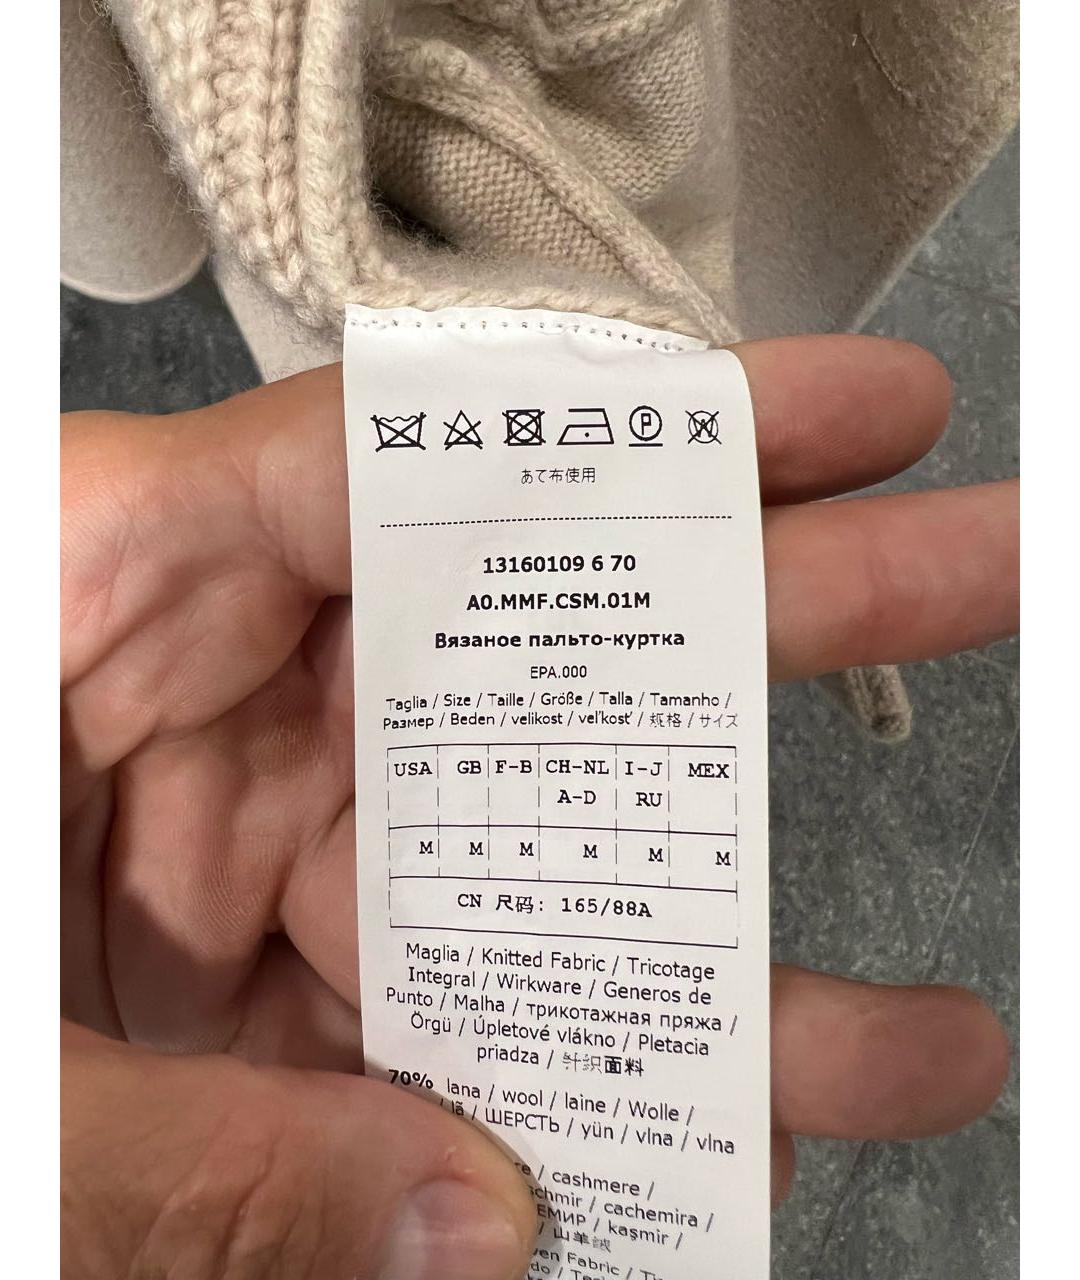 P
W
あて布使用
13160109 6 70
A0.MMF.CSM.01M
Вязаное пальто-куртка
EPA.000
Taglia / Size / Taille / Größe / Talla / Tamanho /
Размер / Beden / velikost / veľkosť / 规格 / サイズ
USA GB F-B CH-NL I-J MEX
A-D RU
M M M M M M
CN 尺码: 165/88A
Maglia / Knitted Fabric / Tricotage
Integral / Wirkware / Generos de
Punto / Malha / трикотажная пряжа /
Örgü / Úpletové vlákno / Pletacia
priadza / 针织面料
70% lana / wool / laine / Wolle /
/ lã / ШЕРСТЬ / yün / vlna / vlna
/ cashmere /
/ cachemira /
/ kaşmir /
/ 山羊绒
Fabric /